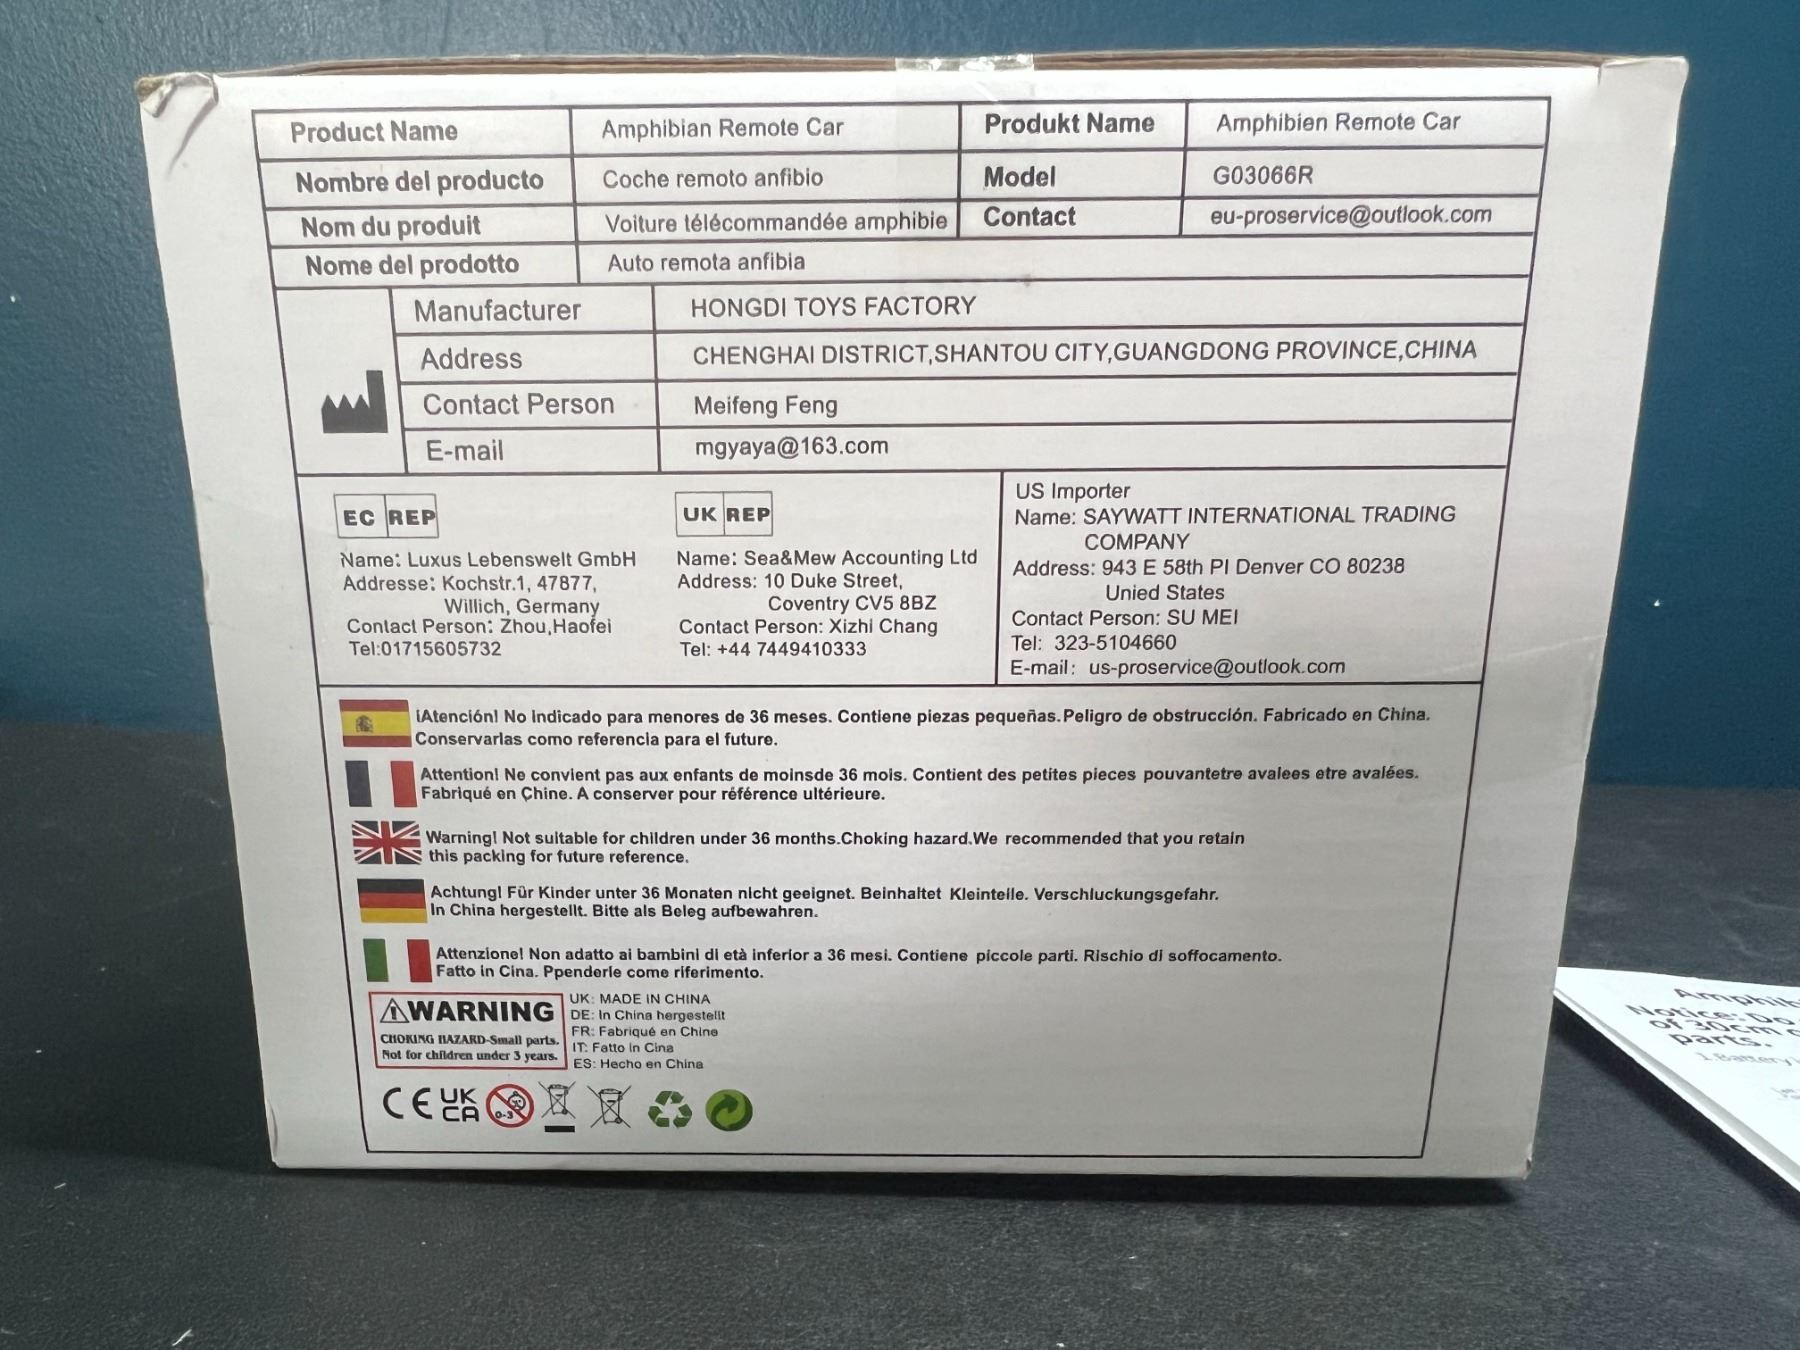 Product Name Amphibian Remote Car Produkt Name Amphibien Remote Car
Nombre del producto Coche remoto anfibio Model G03066R
Nom du produit Voiture télécommandée amphibie Contact eu-proservice@outlook.com
Nome del prodotto Auto remota anfibia
Manufacturer HONGDI TOYS FACTORY
Address CHENGHAI DISTRICT,SHANTOU CITY,GUANGDONG PROVINCE,CHINA
Contact Person Meifeng Feng
E-mail mgyaya@163.com
EC REP
Name: Luxus Lebenswelt GmbH
Addresse: Kochstr.1, 47877,
Willich, Germany
Contact Person: Zhou,Haofei
Tel:01715605732
UK REP
Name: Sea&Mew Accounting Ltd
Address: 10 Duke Street,
Coventry CV5 8BZ
Contact Person: Xizhi Chang
Tel: +44 7449410333
US Importer
Name: SAYWATT INTERNATIONAL TRADING
COMPANY
Address: 943 E 58th Pl Denver CO 80238
Unied States
Contact Person: SU MEI
Tel: 323-5104660
E-mail: us-proservice@outlook.com
¡Atención! No indicado para menores de 36 meses. Contiene piezas pequeñas.Peligro de obstrucción. Fabricado en China.
Conservarlas como referencia para el future.
Attention! Ne convient pas aux enfants de moinsde 36 mois. Contient des petites pieces pouvantetre avalees etre avalées.
Fabriqué en Chine. A conserver pour référence ultérieure.
Warning! Not suitable for children under 36 months.Choking hazard.We recommended that you retain
this packing for future reference.
Achtung! Für Kinder unter 36 Monaten nicht geeignet. Beinhaltet Kleinteile. Verschluckungsgefahr.
In China hergestellt. Bitte als Beleg aufbewahren.
Attenzione! Non adatto ai bambini di età inferior a 36 mesi. Contiene piccole parti. Rischio di soffocamento.
Fatto in Cina. Ppenderle come riferimento.
WARNING
CHOKING HAZARD-Small parts.
Not for children under 3 years.
UK: MADE IN CHINA
DE: In China hergestellt
FR: Fabriqué en Chine
IT: Fatto in Cina
ES: Hecho en China
CE UK CA 0-3
Notice: Do
of 30cm
parts.
1.Battery